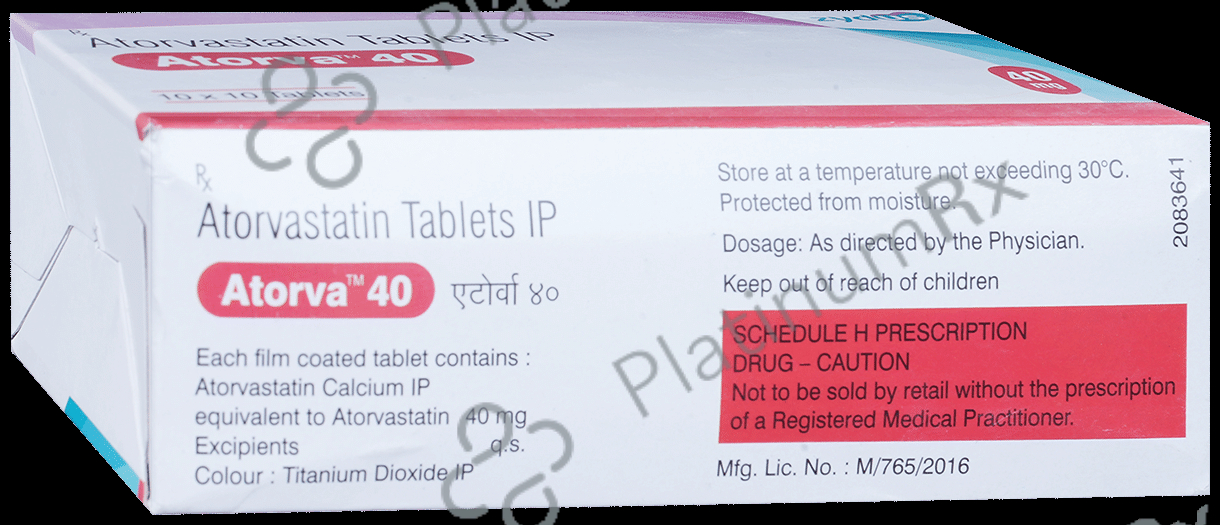 Rx
Atorvastatin Tablets IP
Atorva™ 40
10 x 10 Tablets
zydus
40
mg
Rx
Atorvastatin Tablets IP
Atorva™ 40 एटोर्वा ४०
Each film coated tablet contains :
Atorvastatin Calcium IP
equivalent to Atorvastatin 40 mg
Excipients q.s.
Colour : Titanium Dioxide IP
Store at a temperature not exceeding 30°C.
Protected from moisture.
Dosage: As directed by the Physician.
Keep out of reach of children
SCHEDULE H PRESCRIPTION
DRUG – CAUTION
Not to be sold by retail without the prescription
of a Registered Medical Practitioner.
Mfg. Lic. No. : M/765/2016
2083641
PlatinumRx